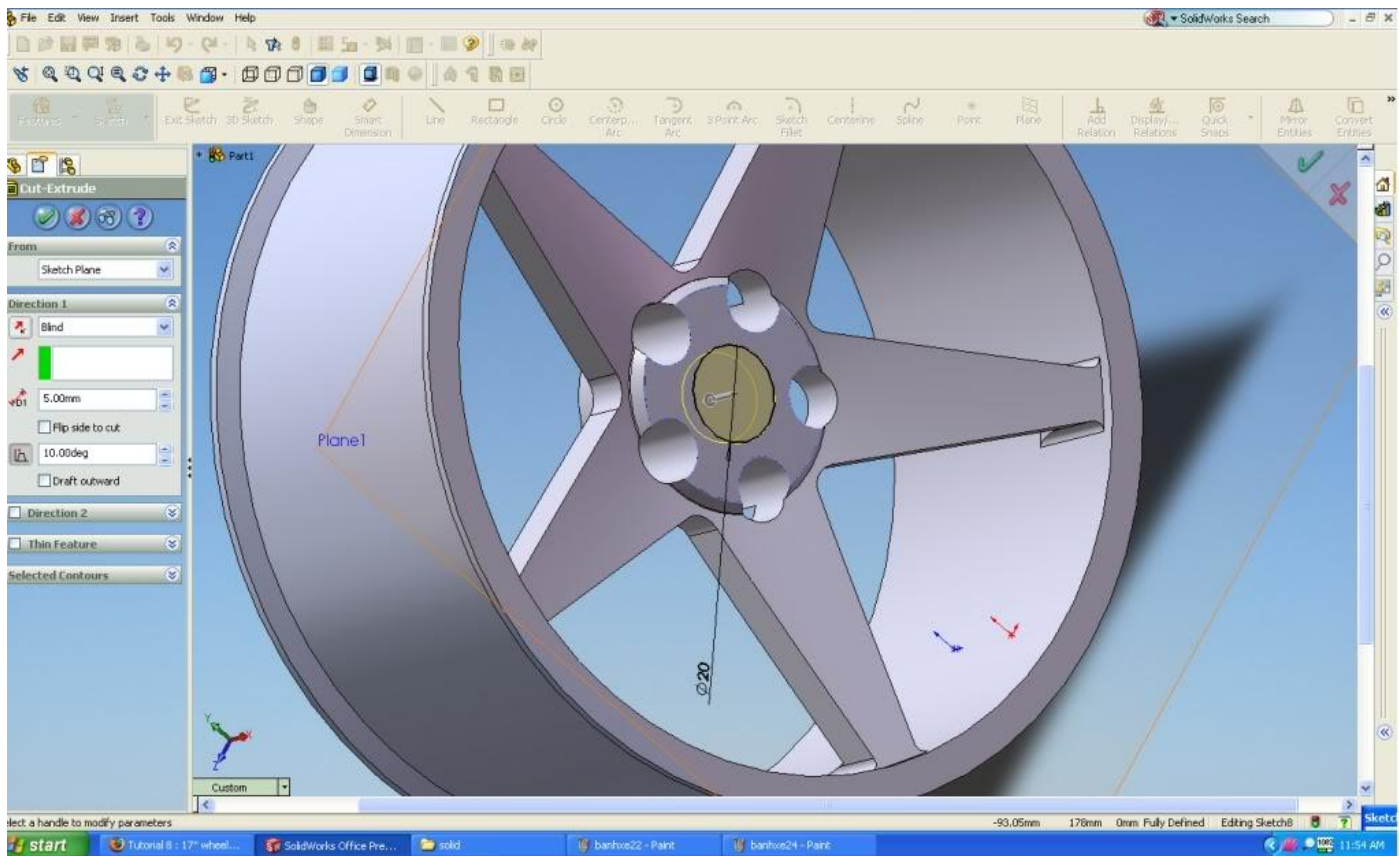 File Edit View Insert Tools Window Help
SolidWorks Search
Features Sketch Exit Sketch 3D Sketch Shape Smart Dimension Line Rectangle Circle Centerp... Arc Tangent Arc 3 Point Arc Sketch Fillet Centerline Spline Point Plane Add Relation Display/... Relations Quick Snaps Mirror Entities Convert Entities
Part1
Cut-Extrude
From
Sketch Plane
Direction 1
Blind
D1 5.00mm
Flip side to cut
10.00deg
Draft outward
Direction 2
Thin Feature
Selected Contours
Plane1
Ø20
Y X Z
Custom
elect a handle to modify parameters -93.05mm 178mm 0mm Fully Defined Editing Sketch8 Sketc
start Tutorial 8 : 17" wheel... SolidWorks Office Pre... solid banhxe22 - Paint banhxe24 - Paint 11:54 AM